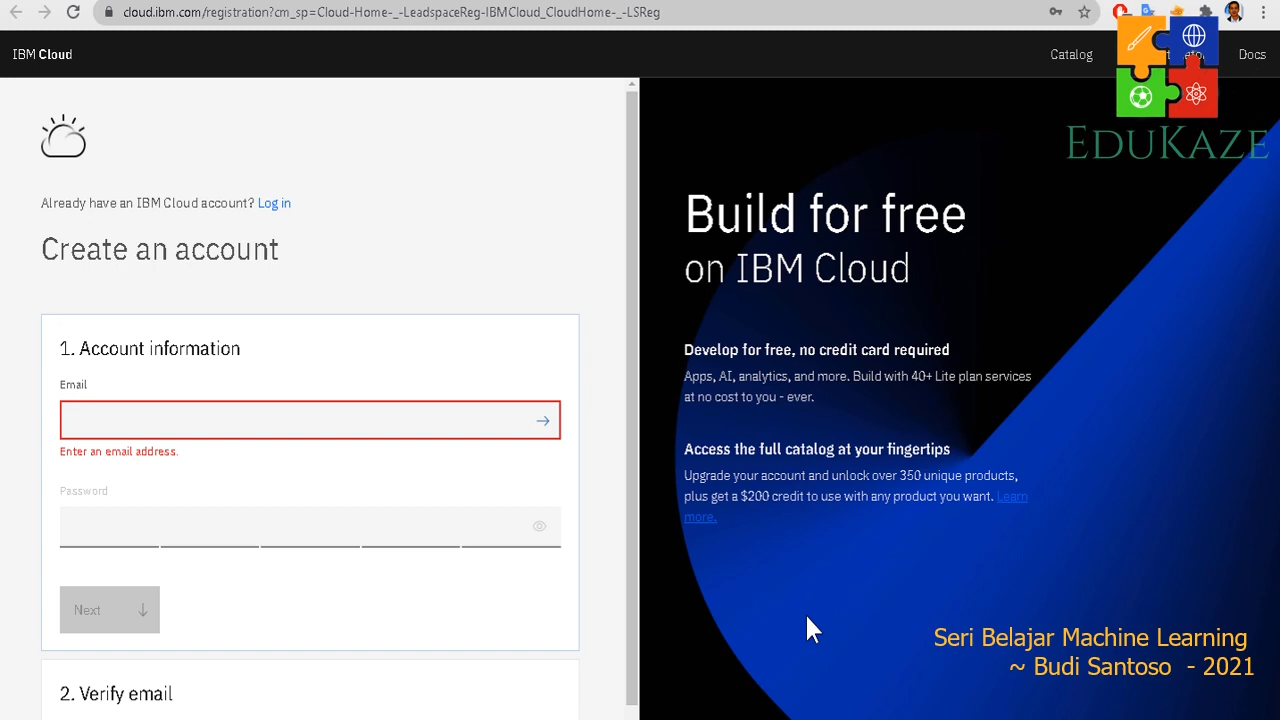 cloud.ibm.com/registration?cm_sp=Cloud-Home-_-LeadspaceReg-IBMCloud_CloudHome-_-LSReg
IBM Cloud
Catalog
Docs
EDUKAZE
Already have an IBM Cloud account? Log in
Create an account
1. Account information
Email
Enter an email address.
Password
Next
2. Verify email
Build for free
on IBM Cloud
Develop for free, no credit card required
Apps, AI, analytics, and more. Build with 40+ Lite plan services
at no cost to you - ever.
Access the full catalog at your fingertips
Upgrade your account and unlock over 350 unique products,
plus get a $200 credit to use with any product you want. Learn
more.
Seri Belajar Machine Learning
~ Budi Santoso - 2021